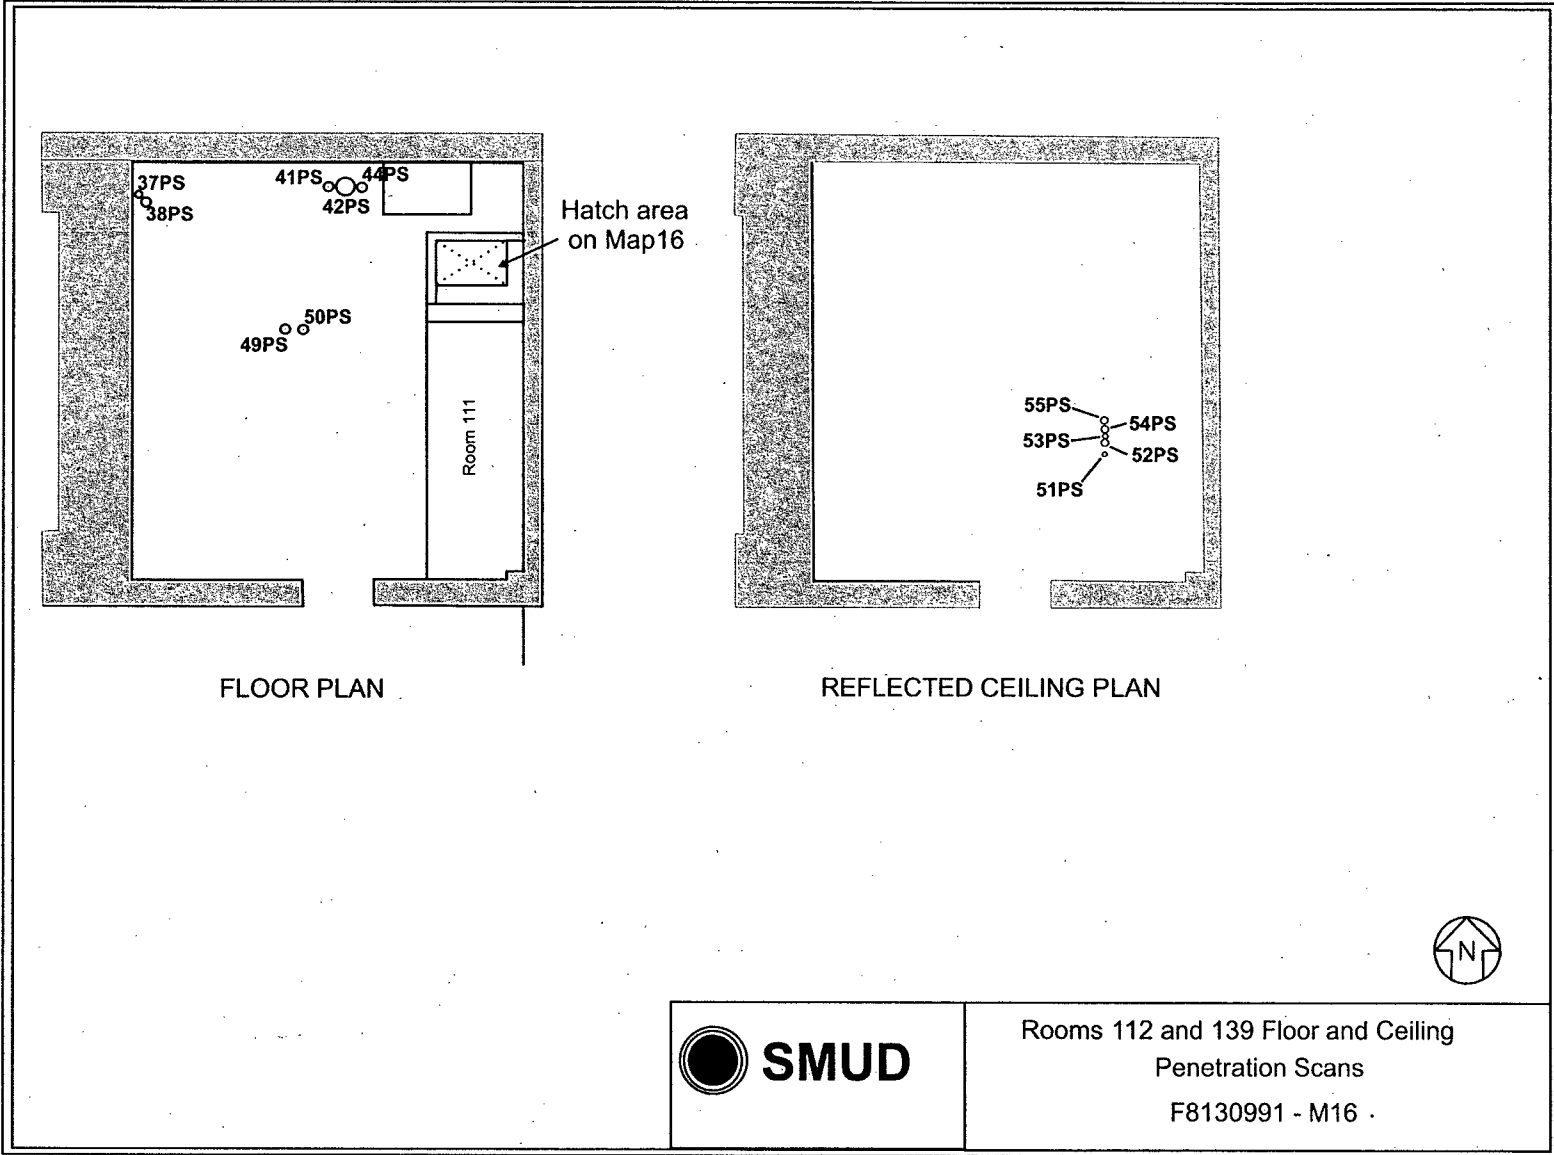 37PS
38PS
41PS
44PS
42PS
Hatch area
on Map16
50PS
49PS
Room 111
55PS
54PS
53PS
52PS
51PS
FLOOR PLAN
REFLECTED CEILING PLAN
N
SMUD
Rooms 112 and 139 Floor and Ceiling
Penetration Scans
F8130991 - M16